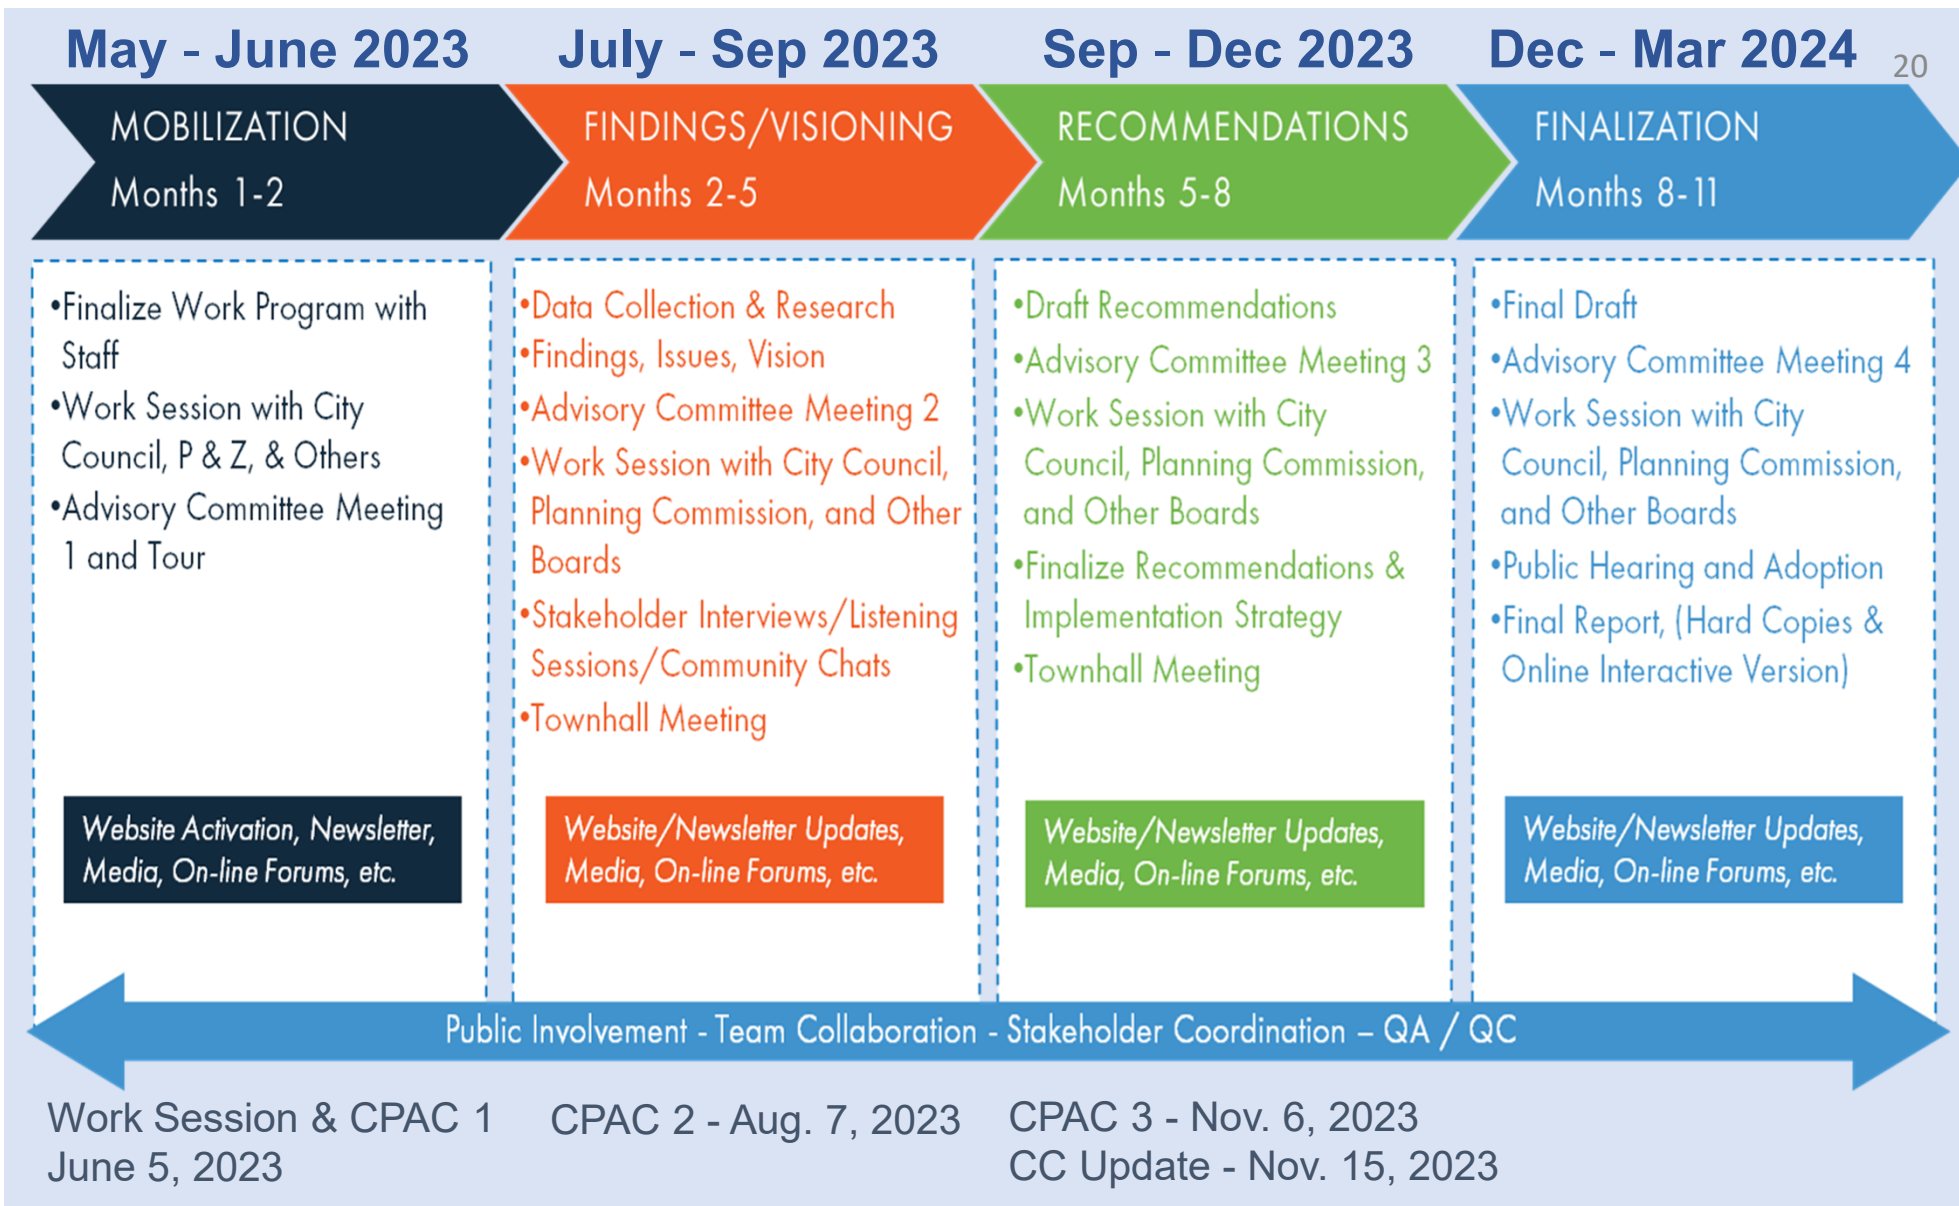 May - June 2023
July - Sep 2023
Sep - Dec 2023
Dec - Mar 2024
20
MOBILIZATION
Months 1-2
FINDINGS/VISIONING
Months 2-5
RECOMMENDATIONS
Months 5-8
FINALIZATION
Months 8-11
•Finalize Work Program with
Staff
•Work Session with City
Council, P & Z, & Others
•Advisory Committee Meeting
1 and Tour
Website Activation, Newsletter,
Media, On-line Forums, etc.
•Data Collection & Research
•Findings, Issues, Vision
•Advisory Committee Meeting 2
•Work Session with City Council,
Planning Commission, and Other
Boards
•Stakeholder Interviews/Listening
Sessions/Community Chats
•Townhall Meeting
Website/Newsletter Updates,
Media, On-line Forums, etc.
•Draft Recommendations
•Advisory Committee Meeting 3
•Work Session with City
Council, Planning Commission,
and Other Boards
•Finalize Recommendations &
Implementation Strategy
•Townhall Meeting
Website/Newsletter Updates,
Media, On-line Forums, etc.
•Final Draft
•Advisory Committee Meeting 4
•Work Session with City
Council, Planning Commission,
and Other Boards
•Public Hearing and Adoption
•Final Report, (Hard Copies &
Online Interactive Version)
Website/Newsletter Updates,
Media, On-line Forums, etc.
Public Involvement - Team Collaboration - Stakeholder Coordination – QA / QC
Work Session & CPAC 1
June 5, 2023
CPAC 2 - Aug. 7, 2023
CPAC 3 - Nov. 6, 2023
CC Update - Nov. 15, 2023